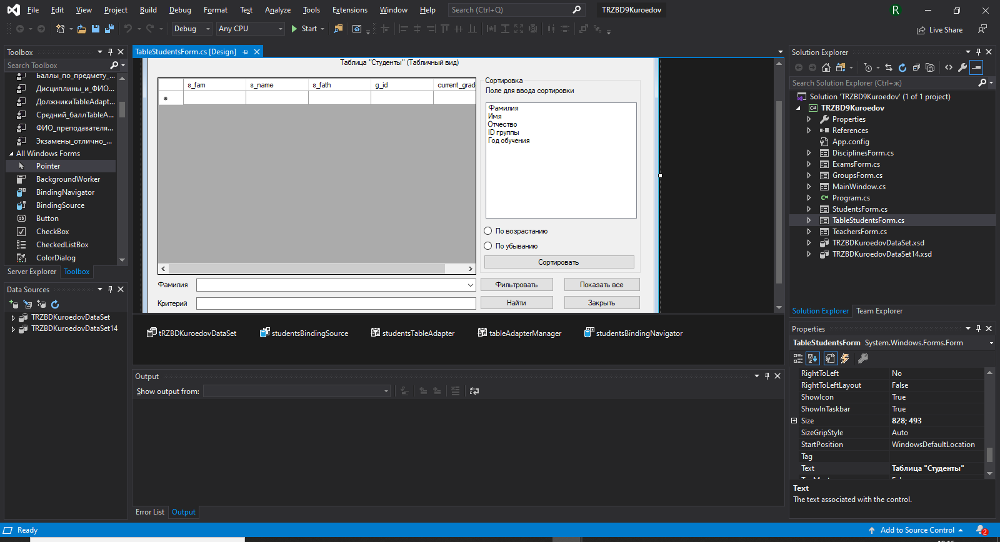 File Edit View Project Build Debug Format Test Analyze Tools Extensions Window Help Search (Ctrl+Q) TRZBD9Kuroedov R
Debug Any CPU Start Live Share
Toolbox
Search Toolbox
Баллы_по_предмету_...
Дисциплины_и_ФИО...
ДолжникиTableAdapt...
Средний_баллTableA...
ФИО_преподавателя...
Экзамены_отлично_...
All Windows Forms
Pointer
BackgroundWorker
BindingNavigator
BindingSource
Button
CheckBox
CheckedListBox
ColorDialog
Server Explorer Toolbox
Data Sources
TRZBDKuroedovDataSet
TRZBDKuroedovDataSet14
TableStudentsForm.cs [Design]
Таблица "Студенты" (Табличный вид)
s_fam s_name s_fath g_id current_grad
Сортировка
Поле для ввода сортировки
Фамилия
Имя
Отчество
ID группы
Год обучения
По возрастанию
По убыванию
Сортировать
Фамилия Фильтровать Показать все
Критерий Найти Закрыть
tRZBDKuroedovDataSet studentsBindingSource studentsTableAdapter tableAdapterManager studentsBindingNavigator
Output
Show output from:
Error List Output
Solution Explorer
Search Solution Explorer (Ctrl+ж)
Solution 'TRZBD9Kuroedov' (1 of 1 project)
TRZBD9Kuroedov
Properties
References
App.config
DisciplinesForm.cs
ExamsForm.cs
GroupsForm.cs
MainWindow.cs
Program.cs
StudentsForm.cs
TableStudentsForm.cs
TeachersForm.cs
TRZBDKuroedovDataSet.xsd
TRZBDKuroedovDataSet14.xsd
Solution Explorer Team Explorer
Properties
TableStudentsForm System.Windows.Forms.Form
RightToLeft No
RightToLeftLayout False
ShowIcon True
ShowInTaskbar True
Size 828; 493
SizeGripStyle Auto
StartPosition WindowsDefaultLocation
Tag
Text Таблица "Студенты"
Text
The text associated with the control.
Ready Add to Source Control 2